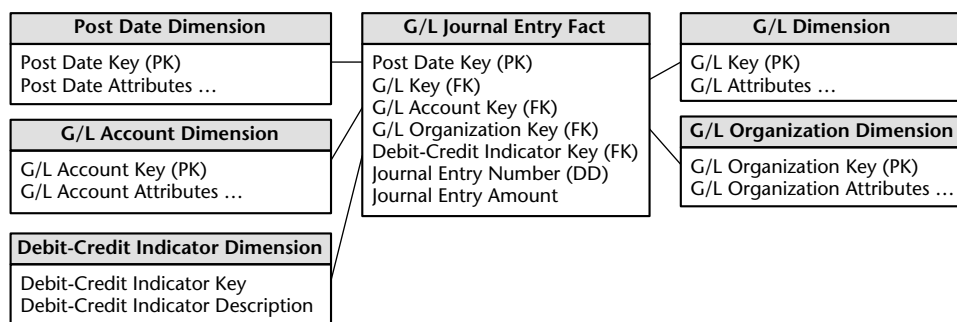 Post Date Dimension
Post Date Key (PK)
Post Date Attributes …
G/L Account Dimension
G/L Account Key (PK)
G/L Account Attributes …
Debit-Credit Indicator Dimension
Debit-Credit Indicator Key
Debit-Credit Indicator Description
G/L Journal Entry Fact
Post Date Key (PK)
G/L Key (FK)
G/L Account Key (FK)
G/L Organization Key (FK)
Debit-Credit Indicator Key (FK)
Journal Entry Number (DD)
Journal Entry Amount
G/L Dimension
G/L Key (PK)
G/L Attributes …
G/L Organization Dimension
G/L Organization Key (PK)
G/L Organization Attributes …